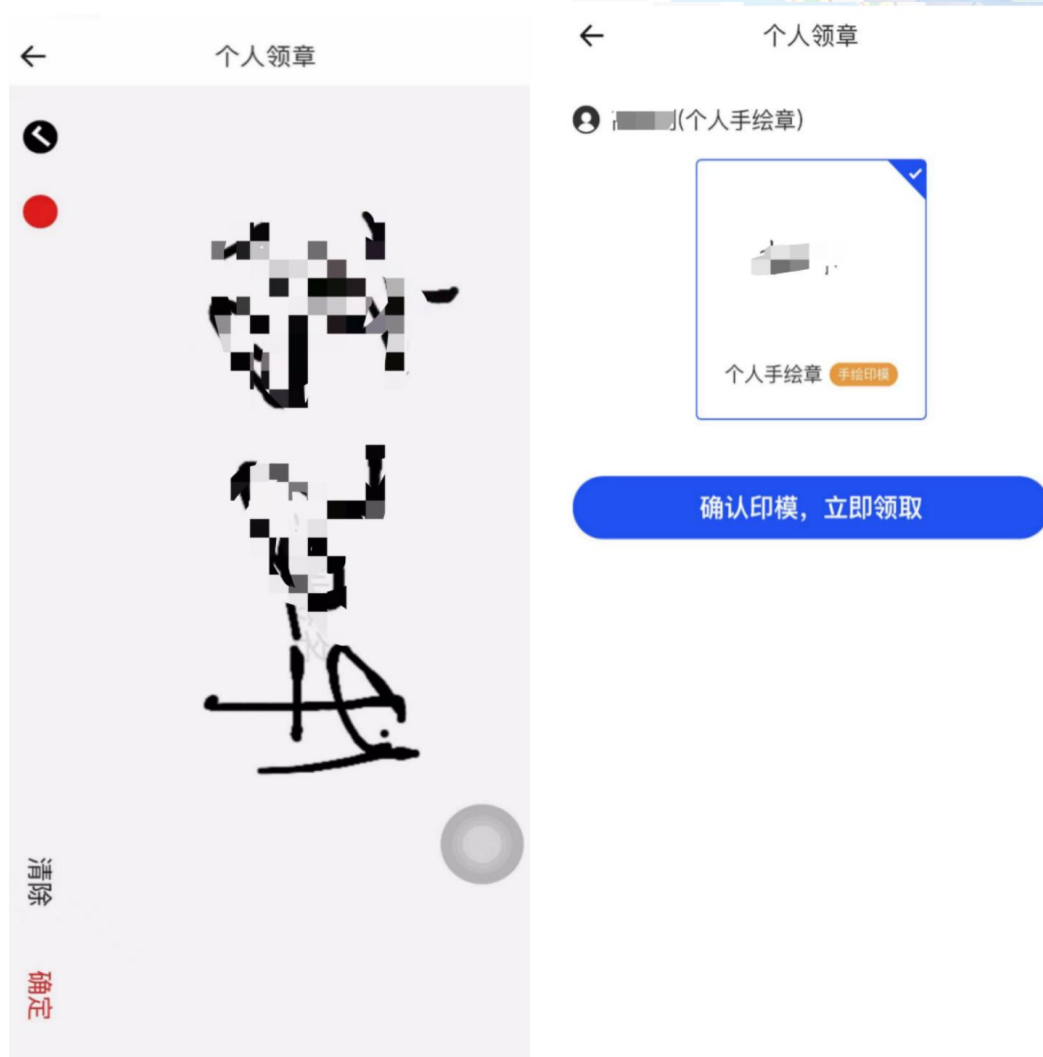 个人领章
清除
确定
个人领章
(个人手绘章)
个人手绘章 手绘印模
确认印模，立即领取